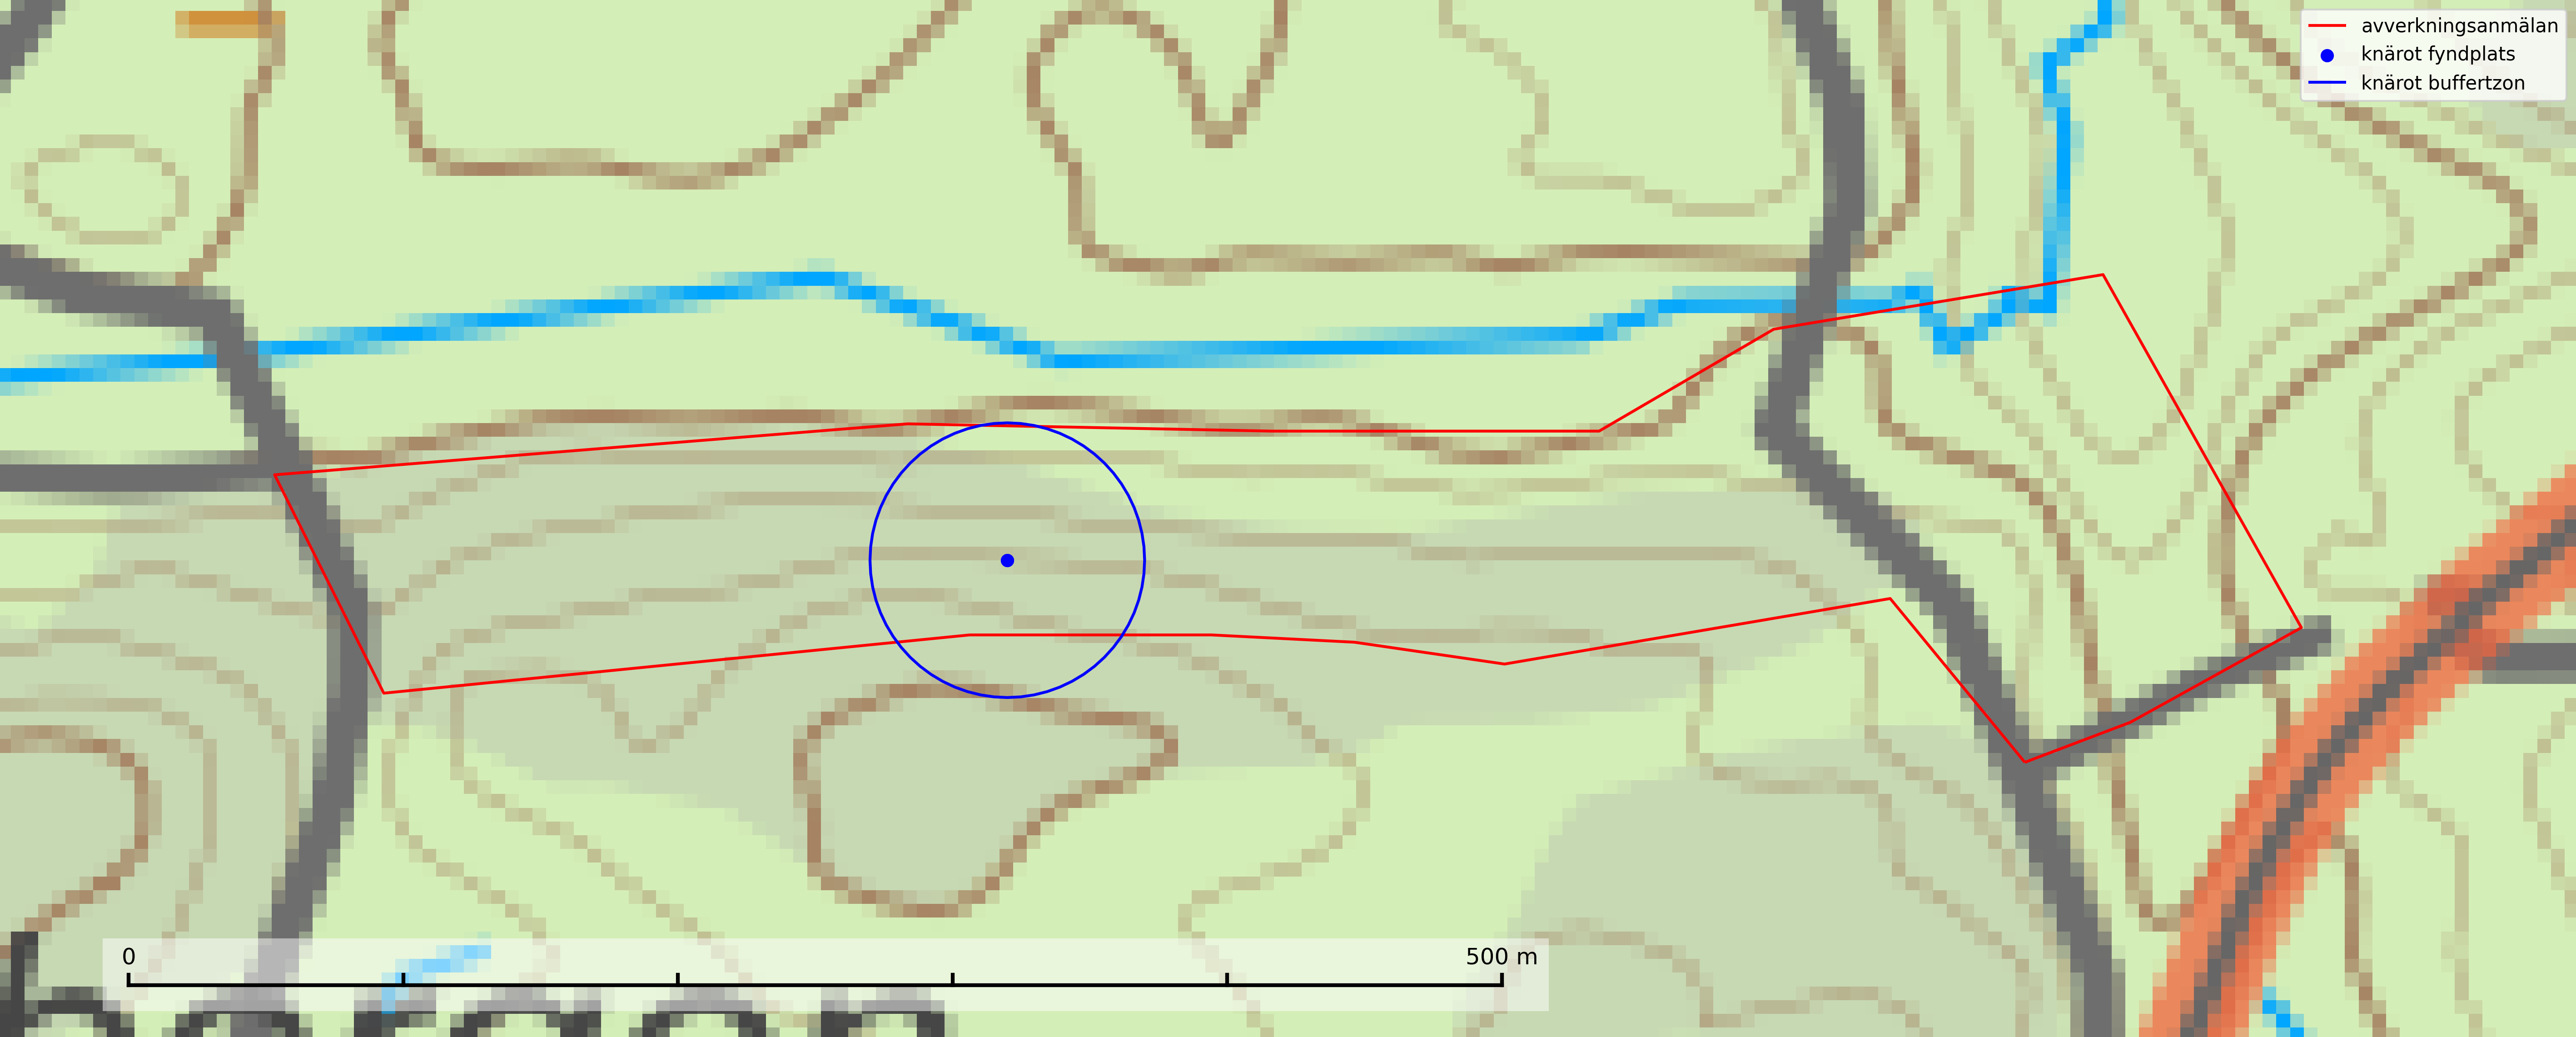 avverkningsanmälan
knärot fyndplats
knärot buffertzon
0
500 m